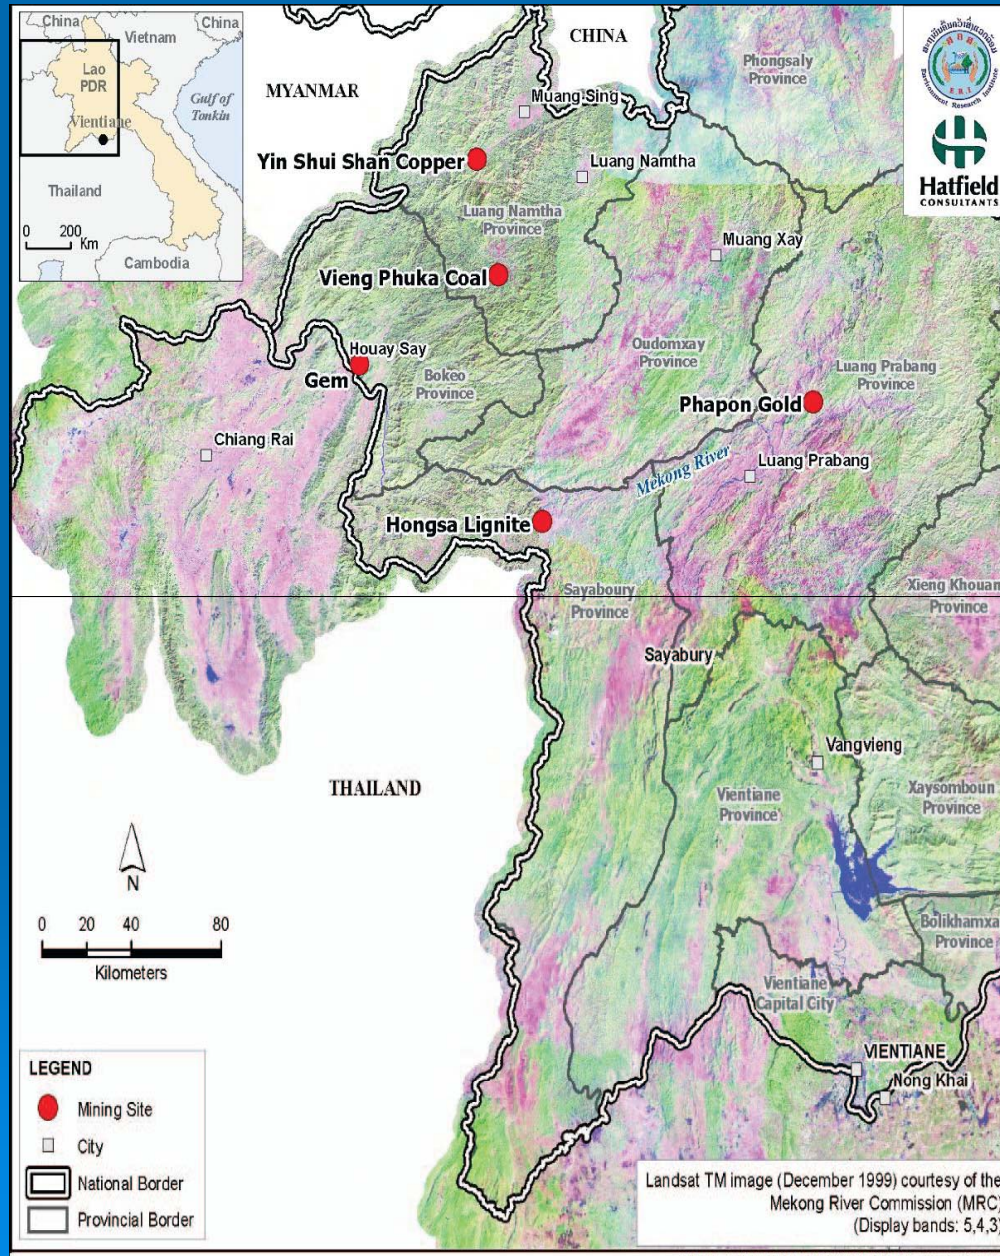 China
China
Vietnam
Lao
PDR
Gulf of
Tonkin
Vientiane
Thailand
0 200
Km
Cambodia
CHINA
MYANMAR
Phongsaly
Province
E.R.I
Environment Research Institute
Hatfield
CONSULTANTS
Muang Sing
Yin Shui Shan Copper
Luang Namtha
Luang Namtha
Province
Muang Xay
Vieng Phuka Coal
Houay Say
Gem
Bokeo
Province
Oudomxay
Province
Luang Prabang
Province
Phapon Gold
Chiang Rai
Mekong River
Luang Prabang
Hongsa Lignite
Sayaboury
Province
Xieng Khouan
Province
Sayabury
Vangvieng
THAILAND
Vientiane
Province
Xaysomboun
Province
N
0 20 40 80
Kilometers
Bolikhamxa
Province
Vientiane
Capital City
VIENTIANE
Nong Khai
LEGEND
Mining Site
City
National Border
Provincial Border
Landsat TM image (December 1999) courtesy of the
Mekong River Commission (MRC)
(Display bands: 5,4,3)